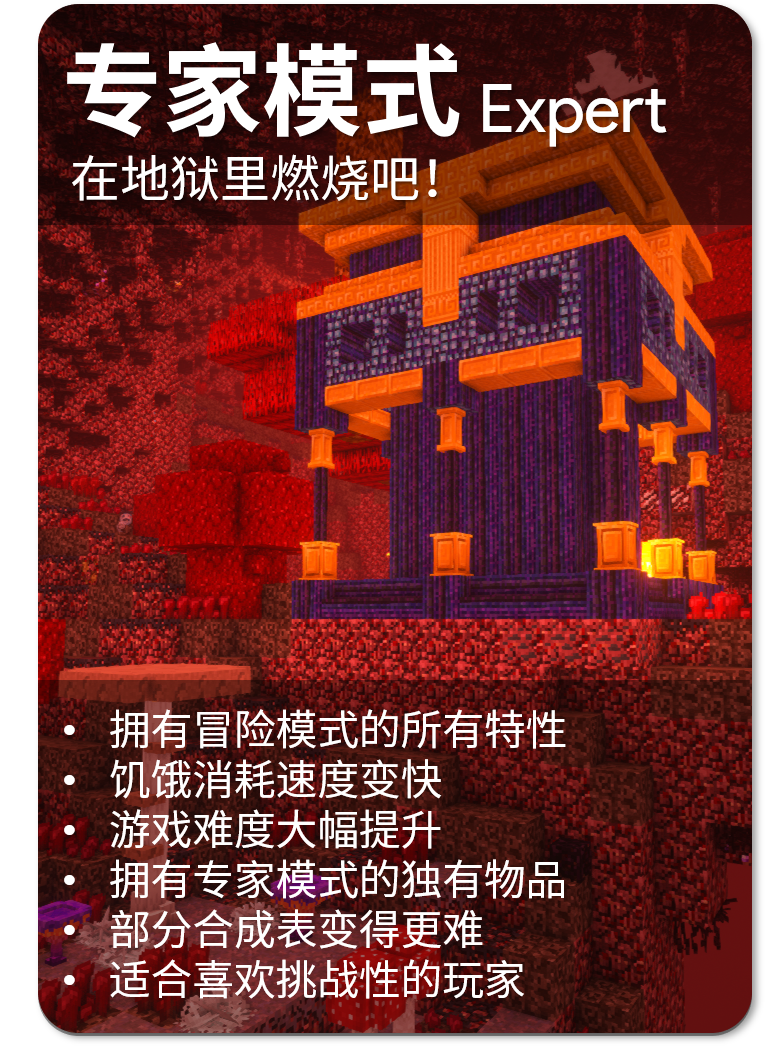 专家模式 Expert
在地狱里燃烧吧！
• 拥有冒险模式的所有特性
• 饥饿消耗速度变快
• 游戏难度大幅提升
• 拥有专家模式的独有物品
• 部分合成表变得更难
• 适合喜欢挑战性的玩家